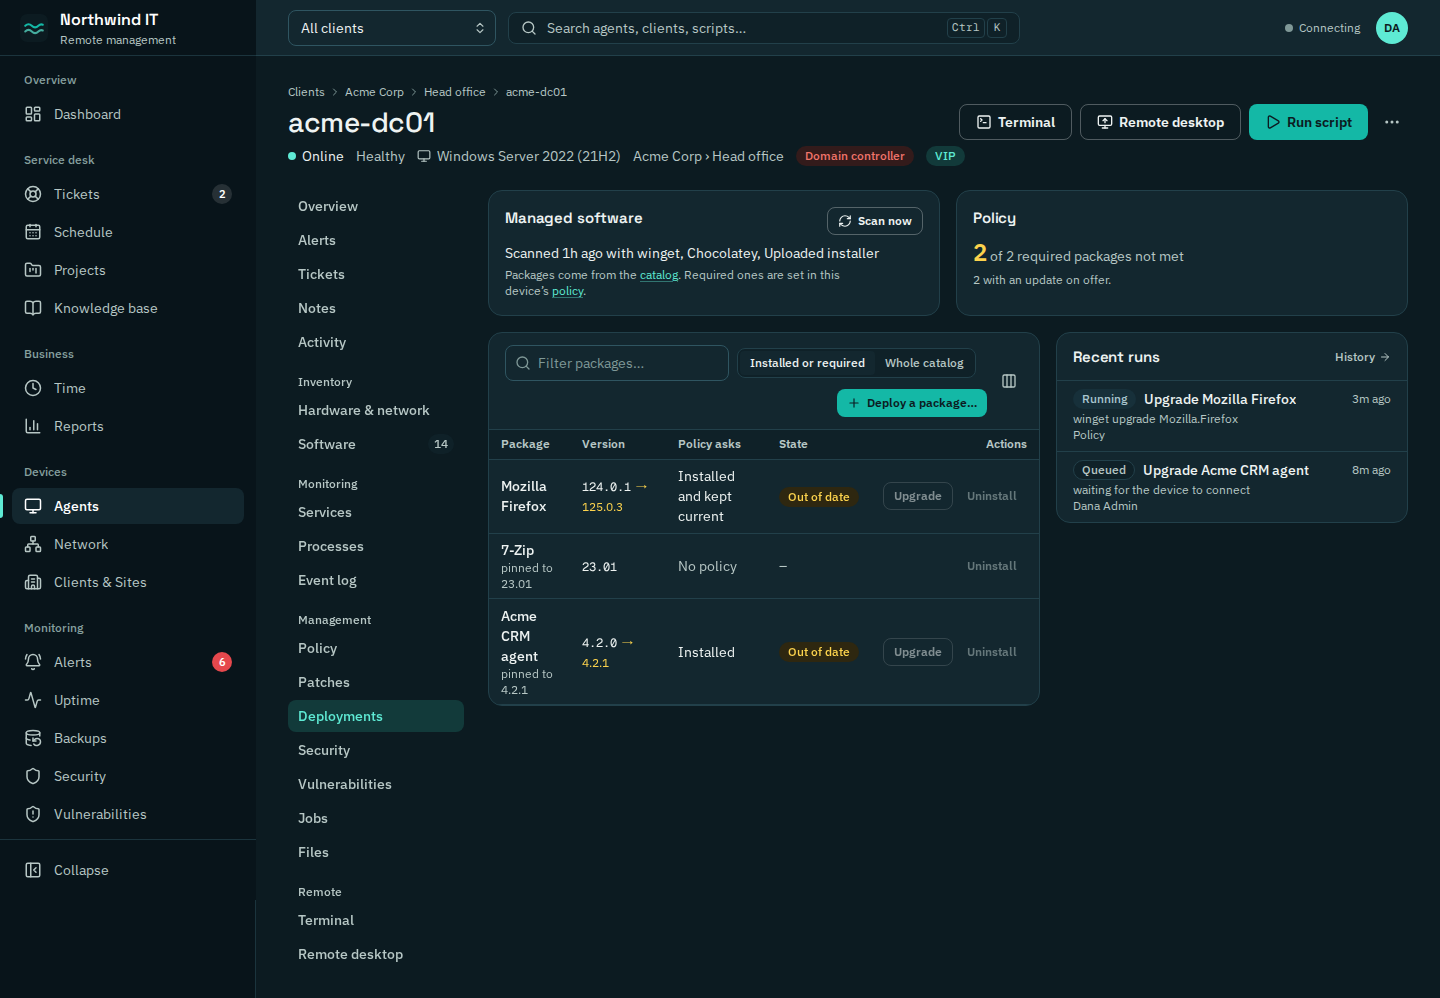 Northwind IT
Remote management
All clients
Search agents, clients, scripts...
Ctrl K
Connecting
DA
Overview
Dashboard
Service desk
Tickets 2
Schedule
Projects
Knowledge base
Business
Time
Reports
Devices
Agents
Network
Clients & Sites
Monitoring
Alerts 6
Uptime
Backups
Security
Vulnerabilities
Collapse
Clients > Acme Corp > Head office > acme-dc01
acme-dc01
Terminal
Remote desktop
Run script
Online Healthy Windows Server 2022 (21H2) Acme Corp › Head office Domain controller VIP
Overview
Alerts
Tickets
Notes
Activity
Inventory
Hardware & network
Software 14
Monitoring
Services
Processes
Event log
Management
Policy
Patches
Deployments
Security
Vulnerabilities
Jobs
Files
Remote
Terminal
Remote desktop
Managed software
Scan now
Scanned 1h ago with winget, Chocolatey, Uploaded installer
Packages come from the catalog. Required ones are set in this
device's policy.
Policy
2 of 2 required packages not met
2 with an update on offer.
Filter packages...
Installed or required
Whole catalog
Deploy a package...
Package Version Policy asks State Actions
Mozilla Firefox
124.0.1 →
125.0.3
Installed and kept current
Out of date
Upgrade
Uninstall
7-Zip
pinned to
23.01
23.01
No policy
–
Uninstall
Acme CRM agent
pinned to
4.2.1
4.2.0 →
4.2.1
Installed
Out of date
Upgrade
Uninstall
Recent runs
History →
Running Upgrade Mozilla Firefox 3m ago
winget upgrade Mozilla.Firefox
Policy
Queued Upgrade Acme CRM agent 8m ago
waiting for the device to connect
Dana Admin